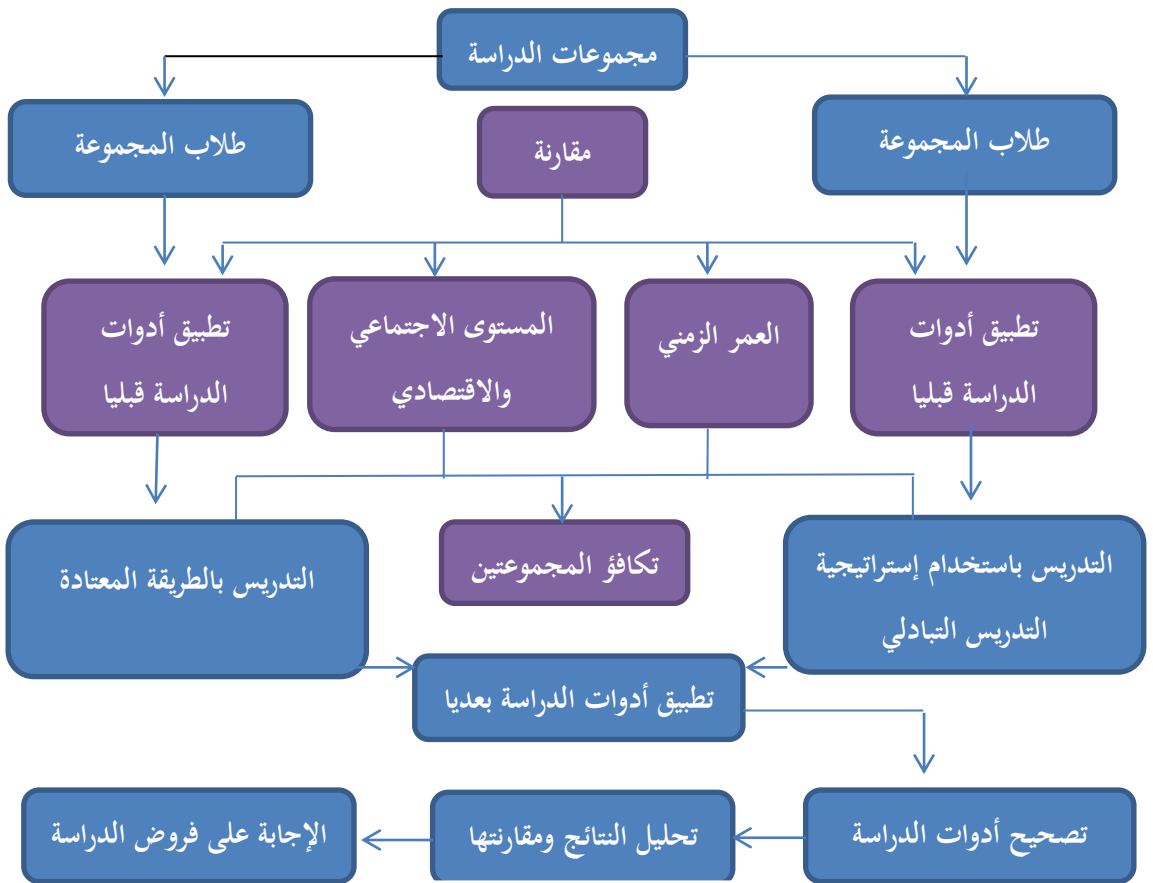 مجموعات الدراسة
طلاب المجموعة
مقارنة
طلاب المجموعة
تطبيق أدوات
الدراسة قبليا
العمر الزمني
المستوى الاجتماعي
والاقتصادي
تطبيق أدوات
الدراسة قبليا
التدريس باستخدام إستراتيجية
التدريس التبادلي
تكافؤ المجموعتين
التدريس بالطريقة المعتادة
تطبيق أدوات الدراسة بعديا
تصحيح أدوات الدراسة
تحليل النتائج ومقارنتها
الإجابة على فروض الدراسة